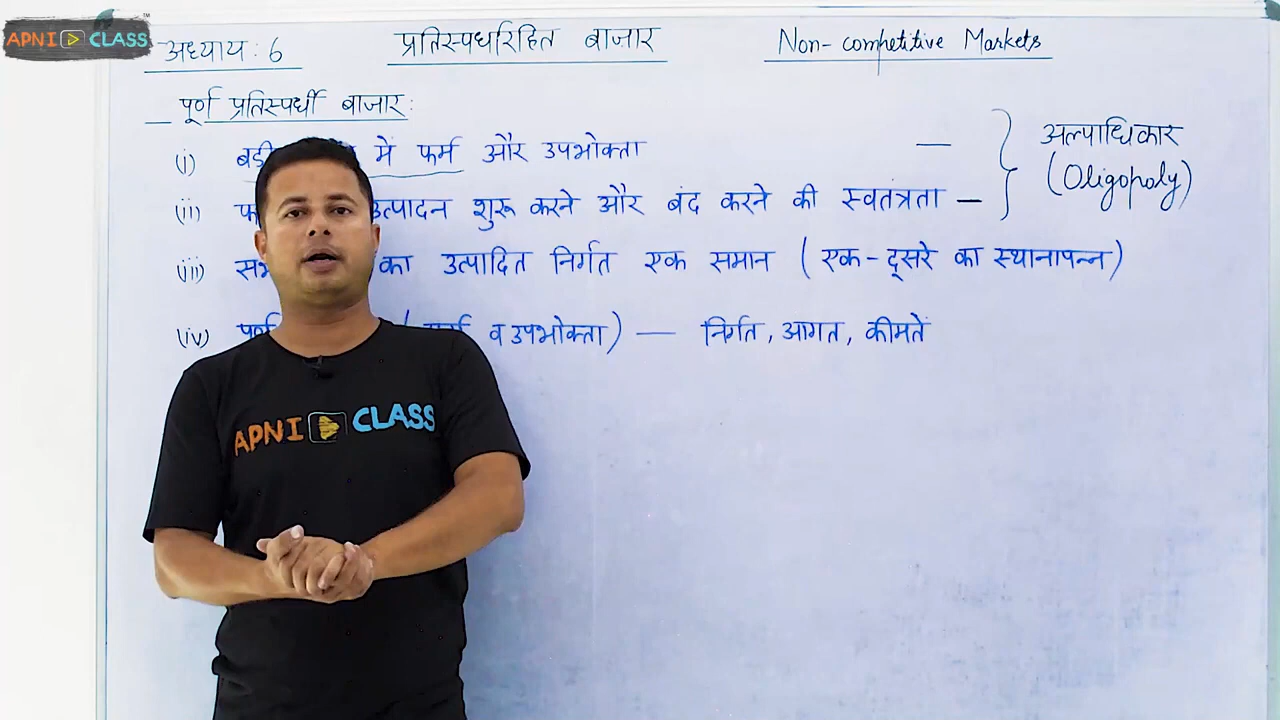 APNI CLASS™
अध्याय : 6 प्रतिस्पर्धारहित बाजार Non-competitive Markets
पूर्ण प्रतिस्पर्धी बाजार :
(i) बड़ी में फर्म और उपभोक्ता —
(ii) उत्पादन शुरू करने और बंद करने की स्वतंत्रता —
अल्पाधिकार
(Oligopoly)
(iii) का उत्पादित निर्गत एक समान (एक-दूसरे का स्थानापन्न)
(iv) ( व उपभोक्ता) — निर्गत, आगत, कीमतें
APNI CLASS